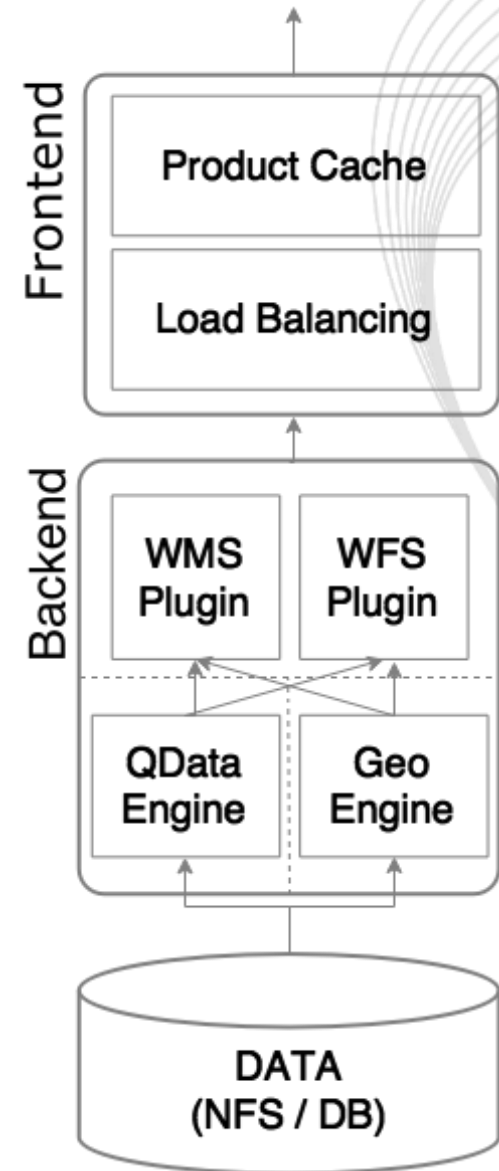 Frontend
Product Cache
Load Balancing
Backend
WMS
Plugin
WFS
Plugin
QData
Engine
Geo
Engine
DATA
(NFS / DB)